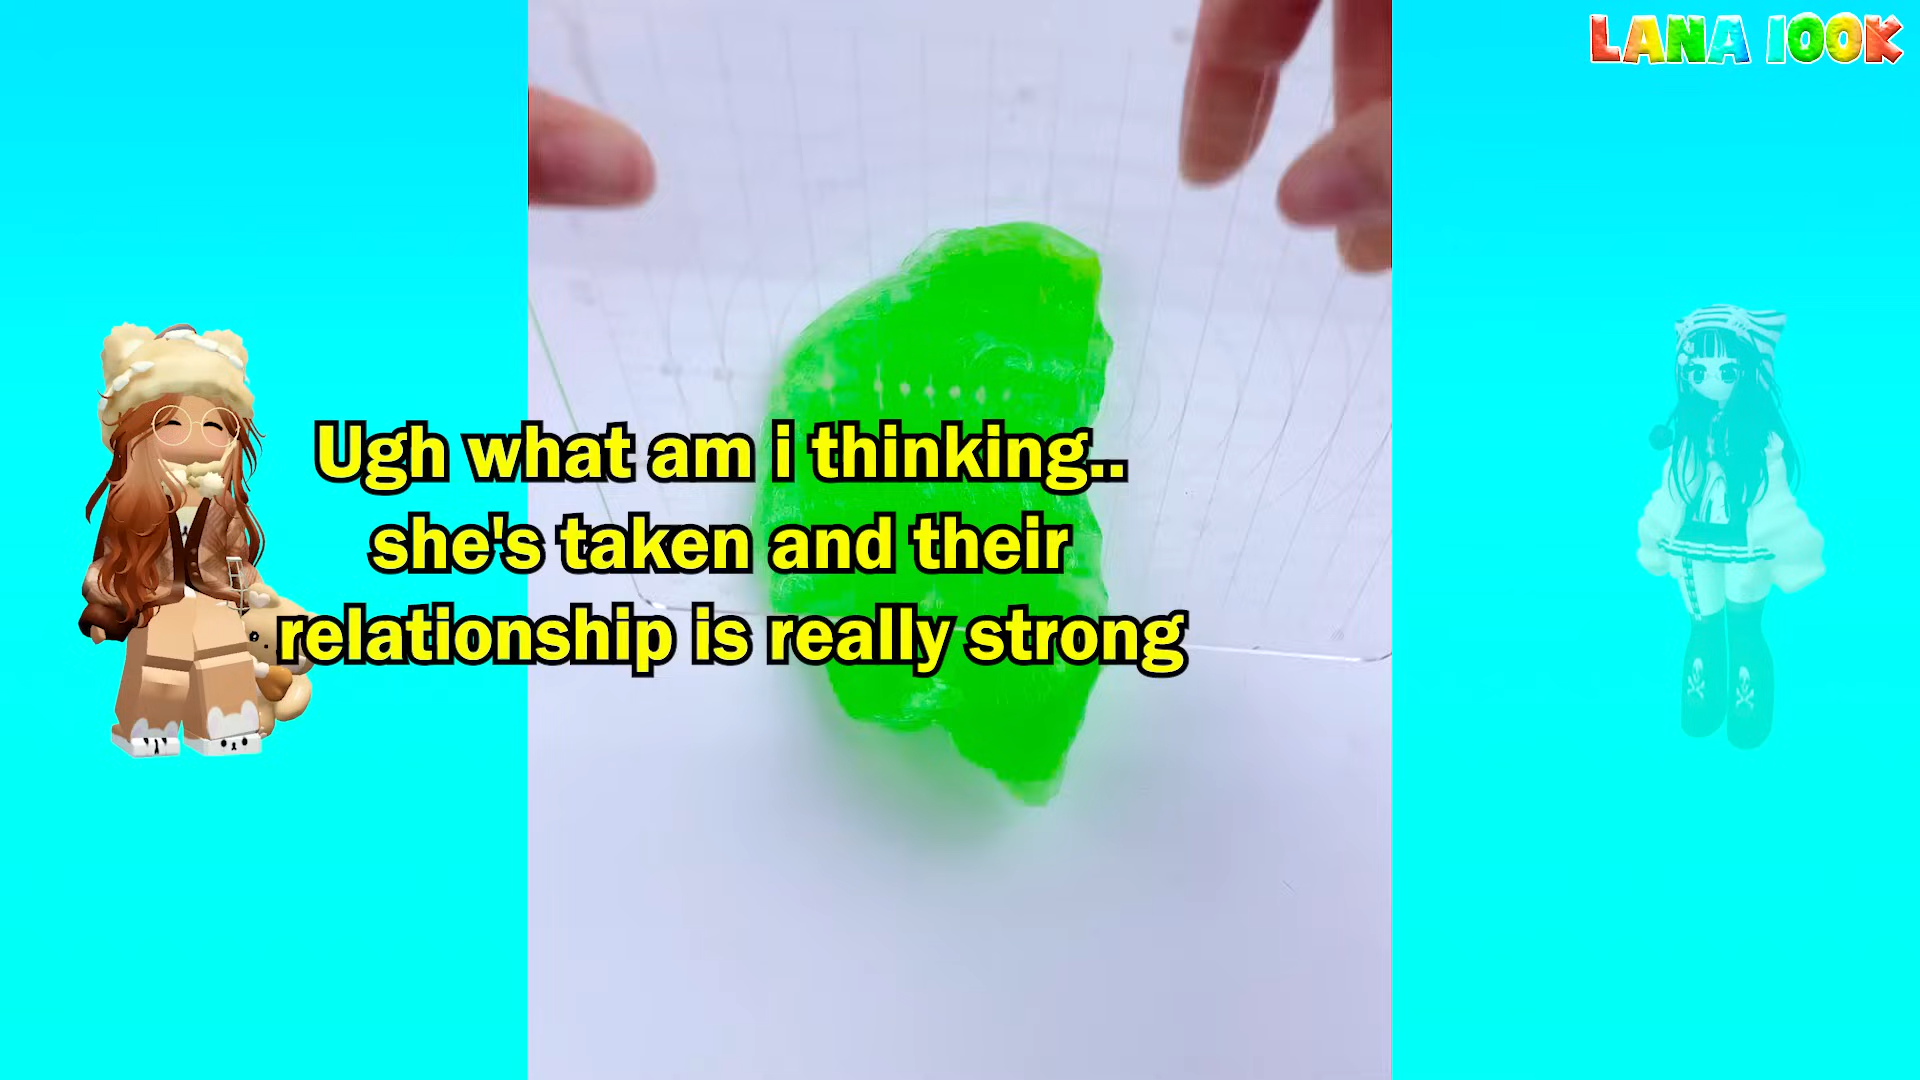 LANA 100K
Ugh what am i thinking..
she's taken and their
relationship is really strong